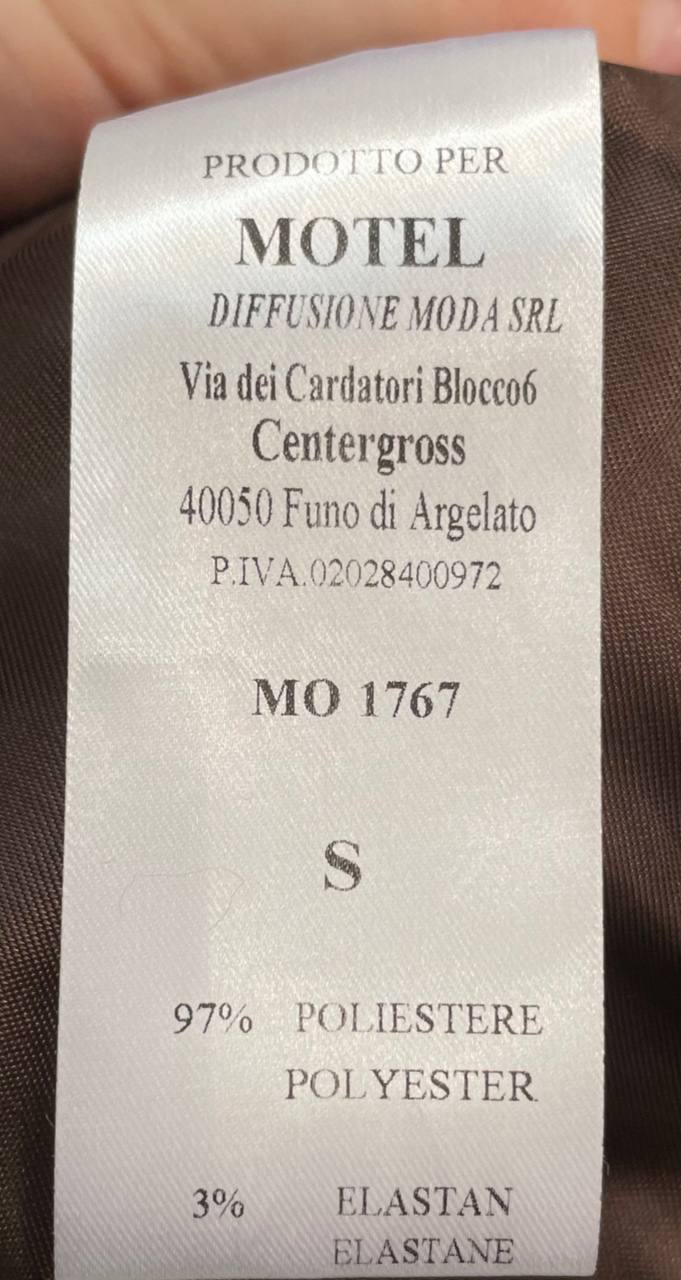 PRODOTTO PER
MOTEL
DIFFUSIONE MODA SRL
Via dei Cardatori Blocco6
Centergross
40050 Funo di Argelato
P.IVA.02028400972
MO 1767
S
97% POLIESTERE
POLYESTER
3% ELASTAN
ELASTANE